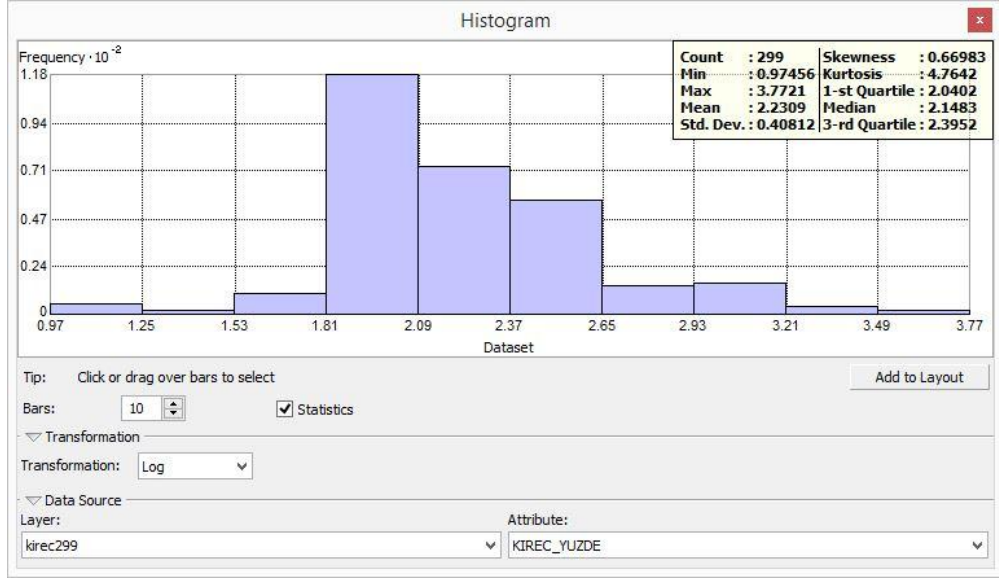 Histogram
x
Frequency · 10 -2
Count : 299 Skewness : 0.66983
Min : 0.97456 Kurtosis : 4.7642
Max : 3.7721 1-st Quartile : 2.0402
Mean : 2.2309 Median : 2.1483
Std. Dev. : 0.40812 3-rd Quartile : 2.3952
1.18
0.94
0.71
0.47
0.24
0
0.97 1.25 1.53 1.81 2.09 2.37 2.65 2.93 3.21 3.49 3.77
Dataset
Tip: Click or drag over bars to select
Add to Layout
Bars: 10 Statistics
Transformation
Transformation: Log
Data Source
Layer: Attribute:
kirec299 KIREC_YUZDE